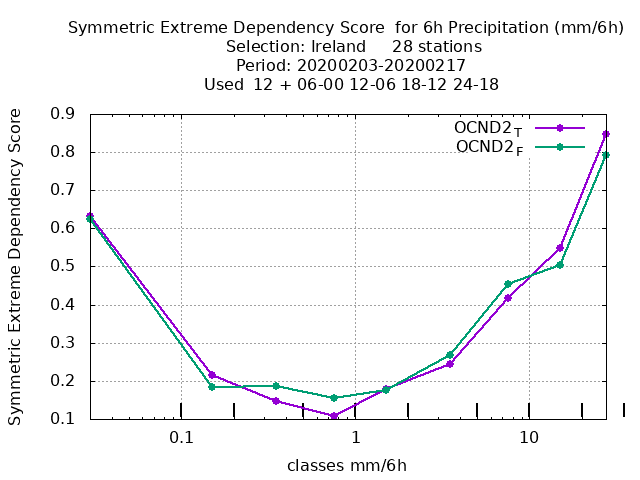 Symmetric Extreme Dependency Score  for 6h Precipitation (mm/6h)
Selection: Ireland     28 stations
Period: 20200203-20200217
Used  12 + 06-00 12-06 18-12 24-18
Symmetric Extreme Dependency Score
0.9
0.8
0.7
0.6
0.5
0.4
0.3
0.2
0.1
OCND2T
OCND2F
0.1 1 10
classes mm/6h